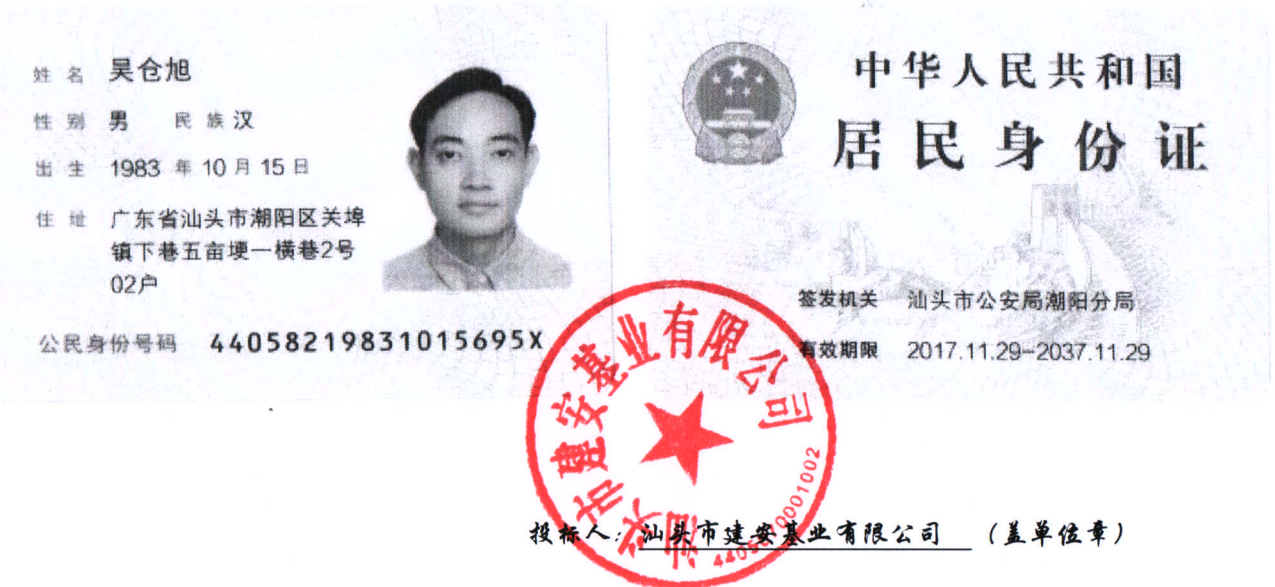 姓名 吴仓旭
性别 男 民族 汉
出生 1983 年 10 月 15 日
住址 广东省汕头市潮阳区关埠
镇下巷五亩埂一横巷2号
02户
公民身份号码 44058219831015695X
中华人民共和国
居民身份证
签发机关 汕头市公安局潮阳分局
有效期限 2017.11.29-2037.11.29
汕头市建安基业有限公司
投标人：汕头市建安基业有限公司 （盖单位章）